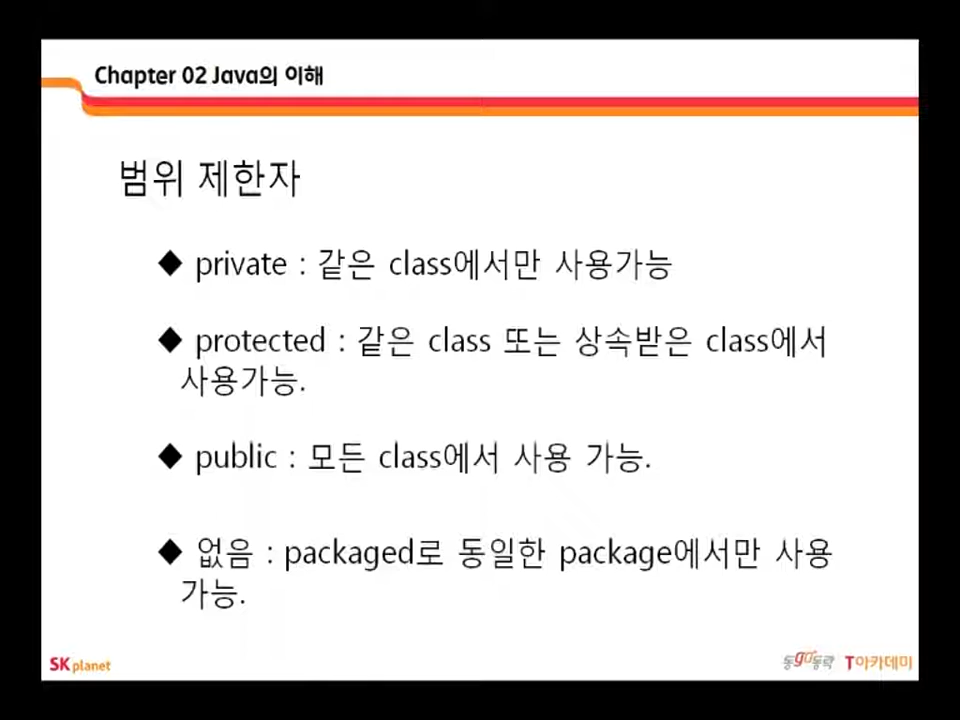 Chapter 02 Java의 이해
범위 제한자
◆ private : 같은 class에서만 사용가능
◆ protected : 같은 class 또는 상속받은 class에서
사용가능.
◆ public : 모든 class에서 사용 가능.
◆ 없음 : packaged로 동일한 package에서만 사용
가능.
SK planet
동go동락 T아카데미